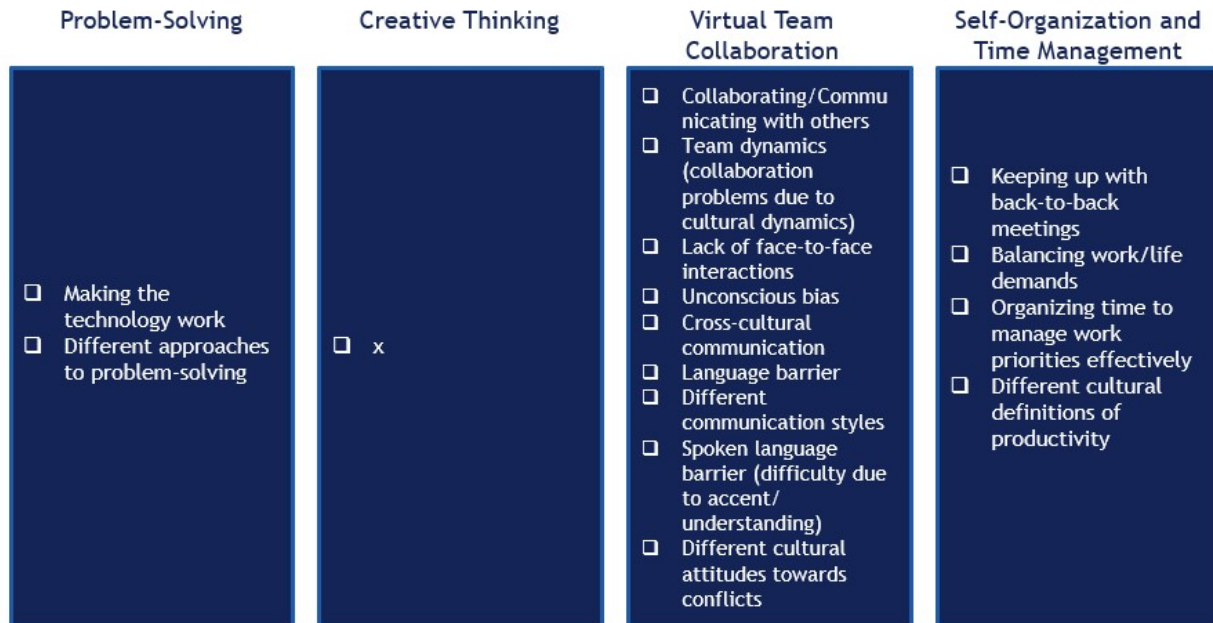 Problem-Solving
Creative Thinking
Virtual Team
Collaboration
Self-Organization and
Time Management
❑ Making the
technology work
❑ Different approaches
to problem-solving
❑ x
❑ Collaborating/Commu
nicating with others
❑ Team dynamics
(collaboration
problems due to
cultural dynamics)
❑ Lack of face-to-face
interactions
❑ Unconscious bias
❑ Cross-cultural
communication
❑ Language barrier
❑ Different
communication styles
❑ Spoken language
barrier (difficulty due
to accent/
understanding)
❑ Different cultural
attitudes towards
conflicts
❑ Keeping up with
back-to-back
meetings
❑ Balancing work/life
demands
❑ Organizing time to
manage work
priorities effectively
❑ Different cultural
definitions of
productivity